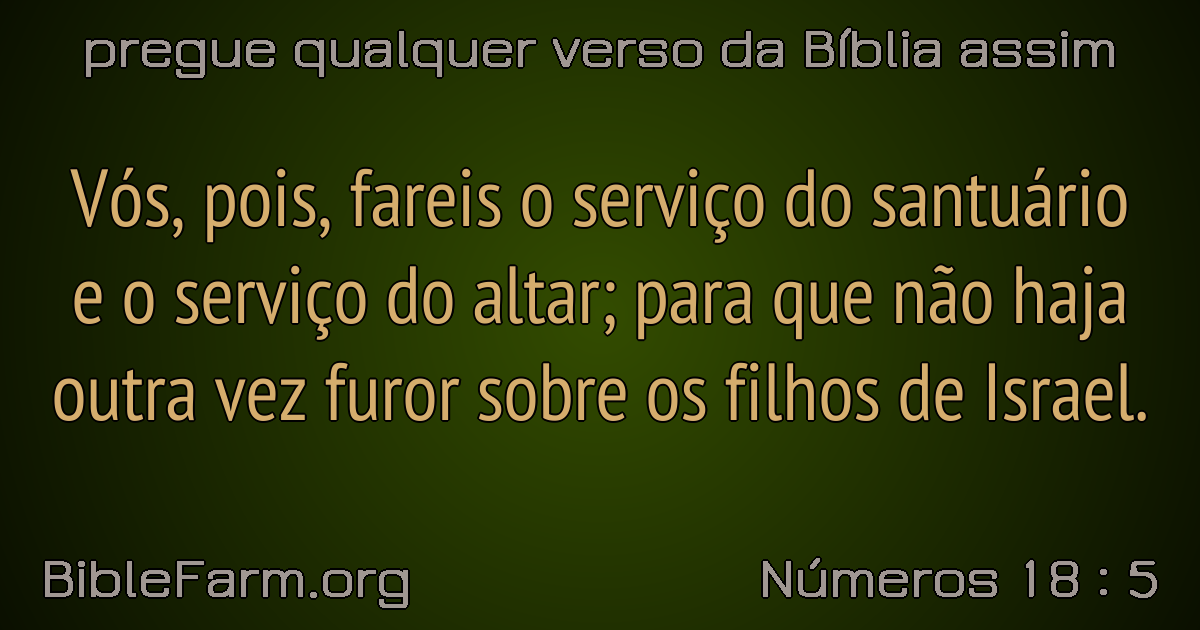 pregue qualquer verso da Bíblia assim
Vós, pois, fareis o serviço do santuário
e o serviço do altar; para que não haja
outra vez furor sobre os filhos de Israel.
BibleFarm.org
Números 18 : 5